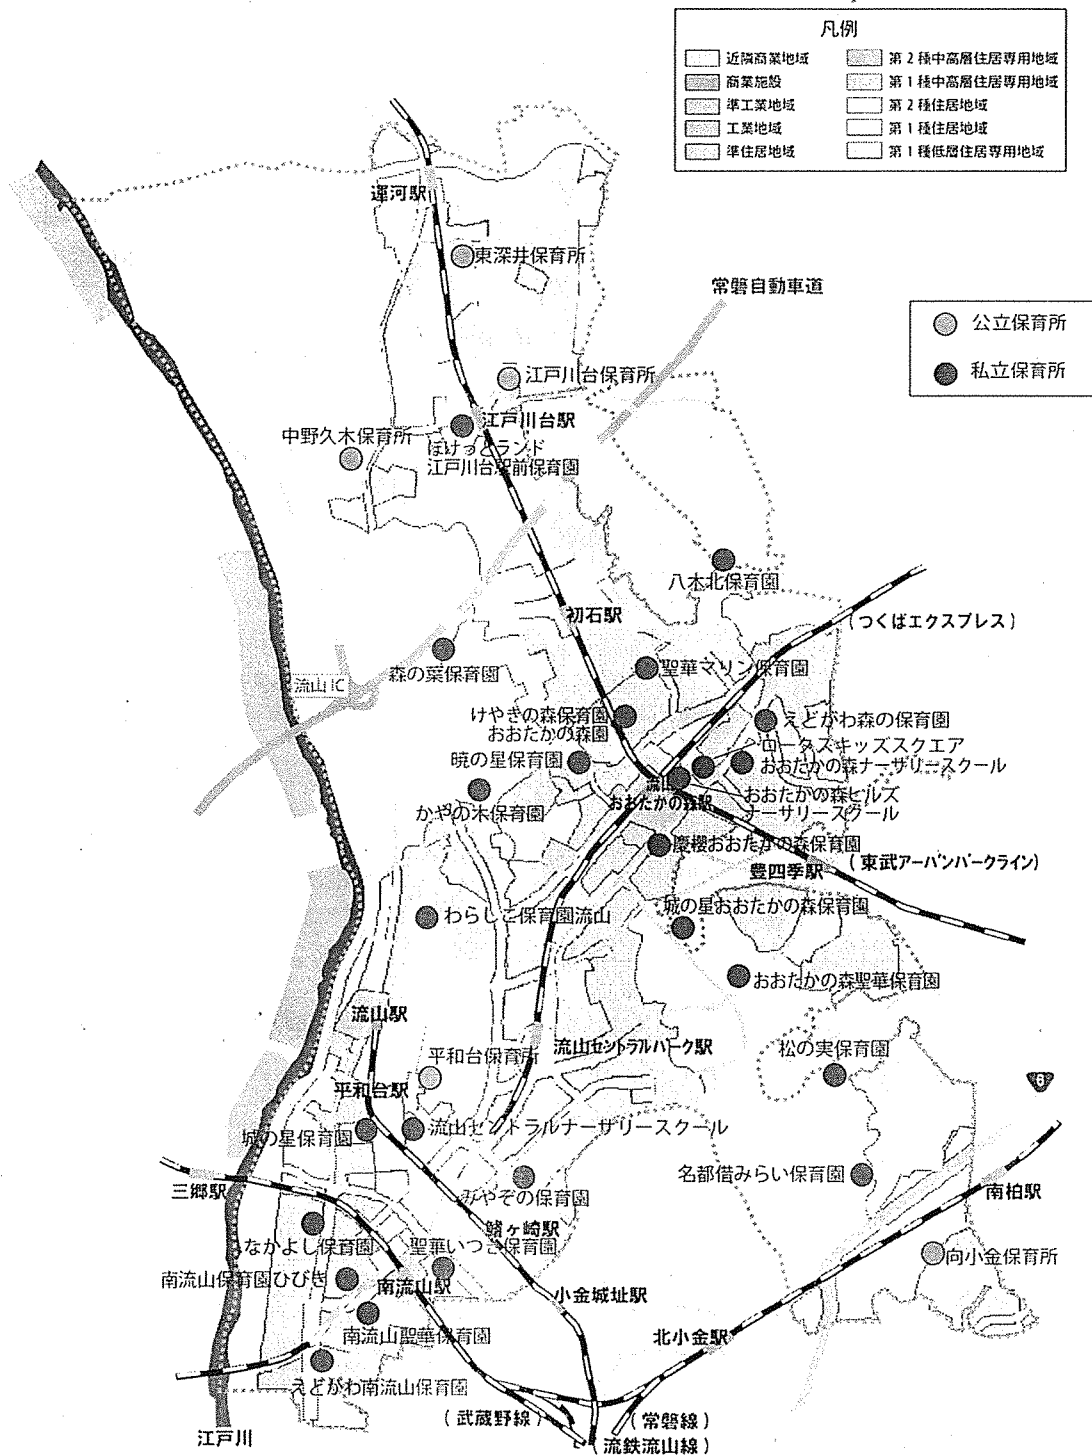 凡例
近隣商業地域
商業施設
準工業地域
工業地域
準住居地域
第2種中高層住居専用地域
第1種中高層住居専用地域
第2種住居地域
第1種住居地域
第1種低層住居専用地域
運河駅
東深井保育所
常磐自動車道
公立保育所
私立保育所
江戸川台保育所
江戸川台駅
中野久木保育所
ぽけっとランド
江戸川台駅前保育園
八木北保育園
初石駅
(つくばエクスプレス)
森の葉保育園
聖華マリン保育園
流山IC
けやきの森保育園
おおたかの森園
えどがわ森の保育園
暁の星保育園
ロータスキッズスクエア
おおたかの森ナーサリースクール
流山
おおたかの森駅
おおたかの森ヒルズ
ナーサリースクール
かやの木保育園
慶櫻おおたかの森保育園
豊四季駅
(東武アーバンパークライン)
わらしこ保育園流山
城の星おおたかの森保育園
おおたかの森聖華保育園
流山駅
平和台保育所
流山セントラルパーク駅
松の実保育園
平和台駅
6
城の星保育園
流山セントラルナーサリースクール
三郷駅
みやぞの保育園
名都借みらい保育園
南柏駅
鰭ヶ崎駅
なかよし保育園
聖華いつき保育園
向小金保育所
南流山保育園ひびき
南流山駅
小金城址駅
南流山聖華保育園
北小金駅
えどがわ南流山保育園
(武蔵野線)
(常磐線)
江戸川
(流鉄流山線)